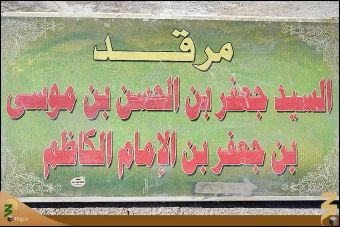 مرقد
السيد جعفر بن الحسن بن موسى
بن جعفر بن الإمام الكاظم